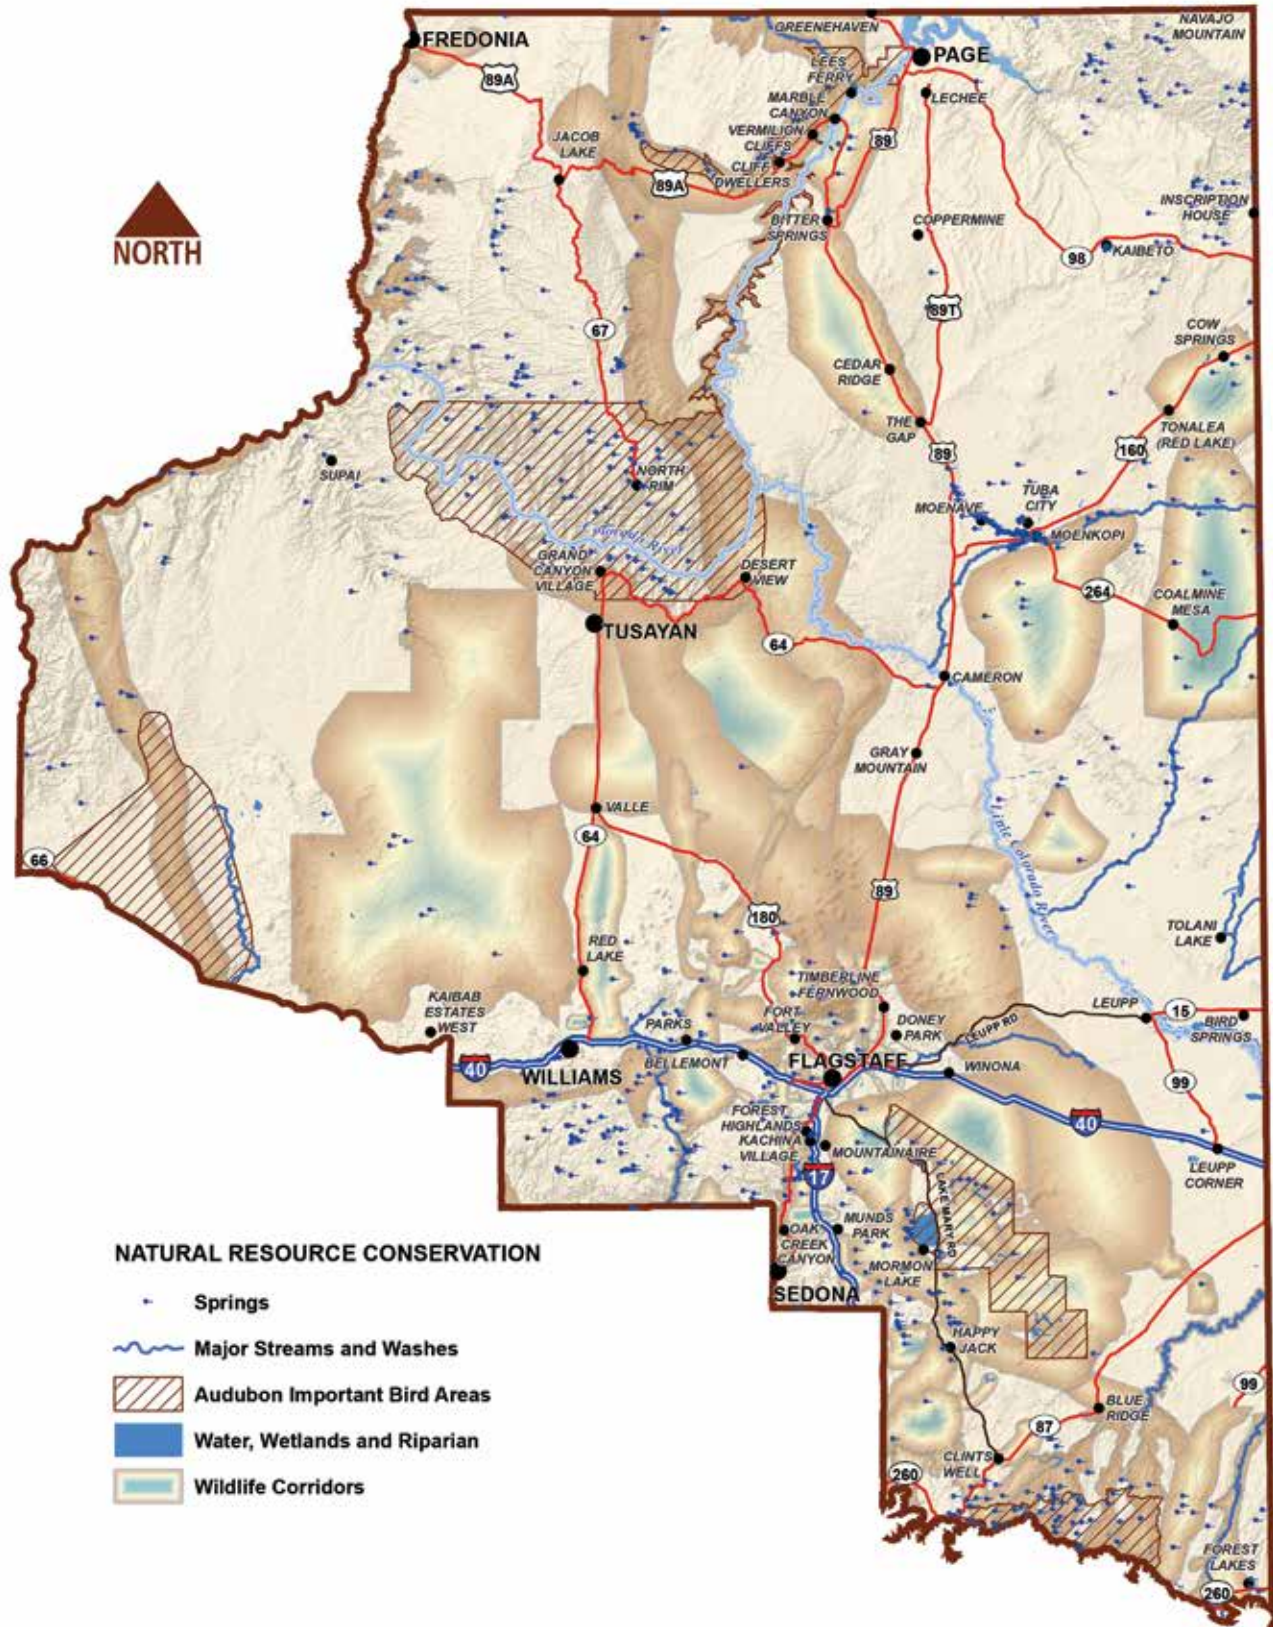 GREENEHAVEN
NAVAJO
MOUNTAIN
FREDONIA
PAGE
LEES
FERRY
89A
LECHEE
MARBLE
CANYON
VERMILION
CLIFFS
89
JACOB
LAKE
CLIFF
DWELLERS
89A
NORTH
INSCRIPTION
HOUSE
BITTER
SPRINGS
COPPERMINE
KAIBETO
98
89T
67
COW
SPRINGS
CEDAR
RIDGE
THE
GAP
TONALEA
(RED LAKE)
89
160
SUPAI
NORTH
RIM
MOENAVE
TUBA
CITY
MOENKOPI
Colorado River
GRAND
CANYON
VILLAGE
DESERT
VIEW
264
COALMINE
MESA
TUSAYAN
64
CAMERON
GRAY
MOUNTAIN
VALLE
64
Little Colorado River
66
89
180
TOLANI
LAKE
RED
LAKE
TIMBERLINE
FERNWOOD
KAIBAB
ESTATES
WEST
PARKS
FORT
VALLEY
DONEY
PARK
LEUPP RD
LEUPP
15
BIRD
SPRINGS
BELLEMONT
FLAGSTAFF
WINONA
40
WILLIAMS
99
FOREST
HIGHLANDS
KACHINA
VILLAGE
MOUNTAINAIRE
40
17
LEUPP
CORNER
LAKE MARY RD
OAK
CREEK
CANYON
MUNDS
PARK
MORMON
LAKE
SEDONA
HAPPY
JACK
99
BLUE
RIDGE
87
CLINTS
WELL
260
FOREST
LAKES
260
NATURAL RESOURCE CONSERVATION
Springs
Major Streams and Washes
Audubon Important Bird Areas
Water, Wetlands and Riparian
Wildlife Corridors